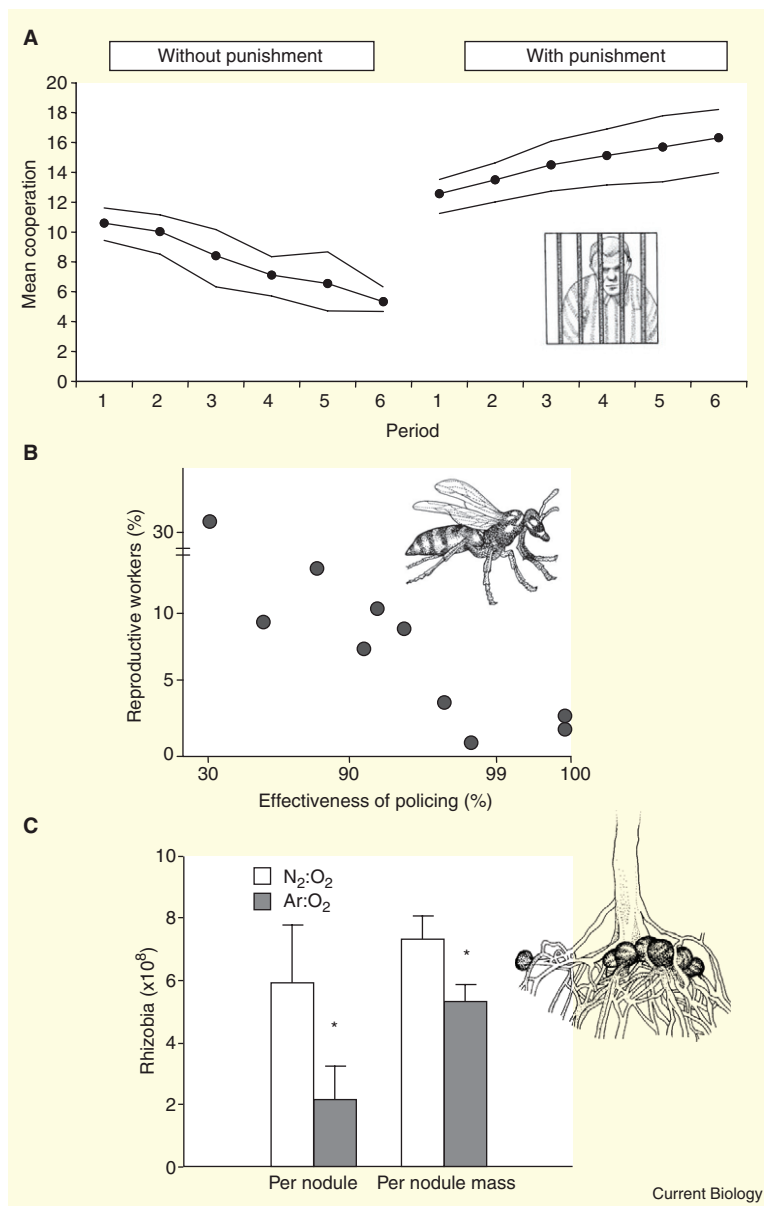 A
Without punishment
With punishment
20
18
16
14
12
10
8
6
4
2
0
Mean cooperation
1 2 3 4 5 6 1 2 3 4 5 6
Period
B
Reproductive workers (%)
30
10
5
0
30 90 99 100
Effectiveness of policing (%)
C
10
8
6
4
2
0
Rhizobia (x10⁸)
N₂:O₂
Ar:O₂
*
*
Per nodule Per nodule mass
Current Biology